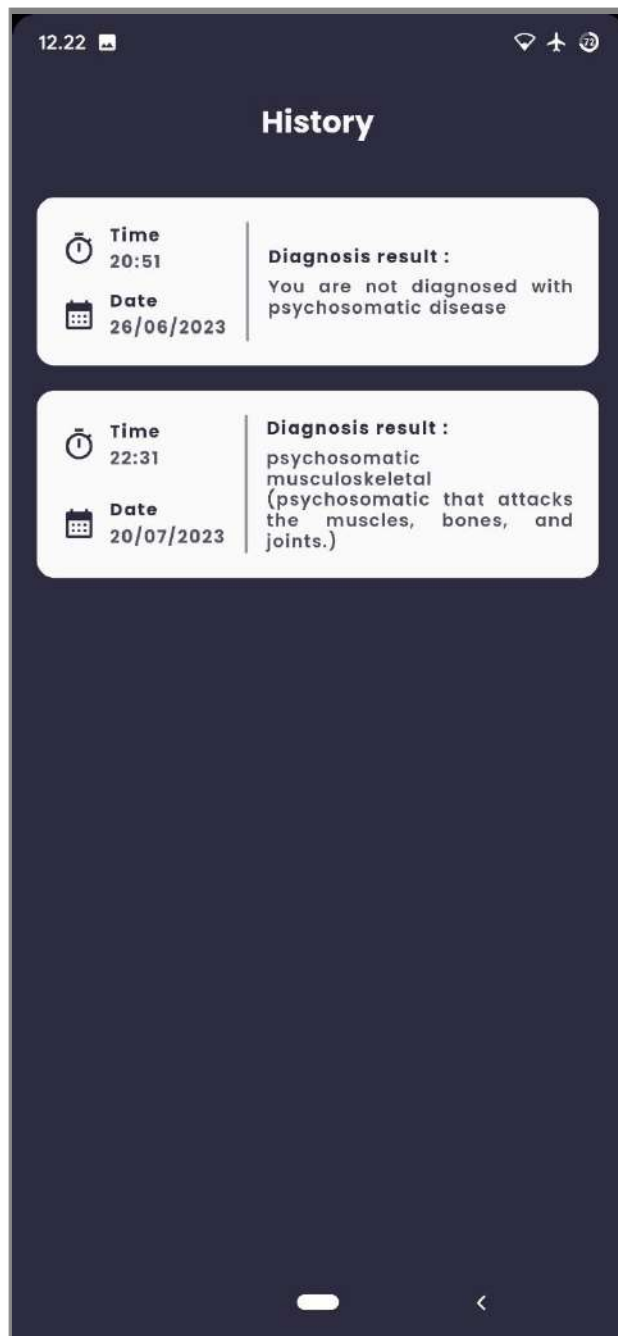 12.22
72
History
Time
20:51
Date
26/06/2023
Diagnosis result :
You are not diagnosed with
psychosomatic disease
Time
22:31
Date
20/07/2023
Diagnosis result :
psychosomatic
musculoskeletal
(psychosomatic that attacks
the muscles, bones, and
joints.)